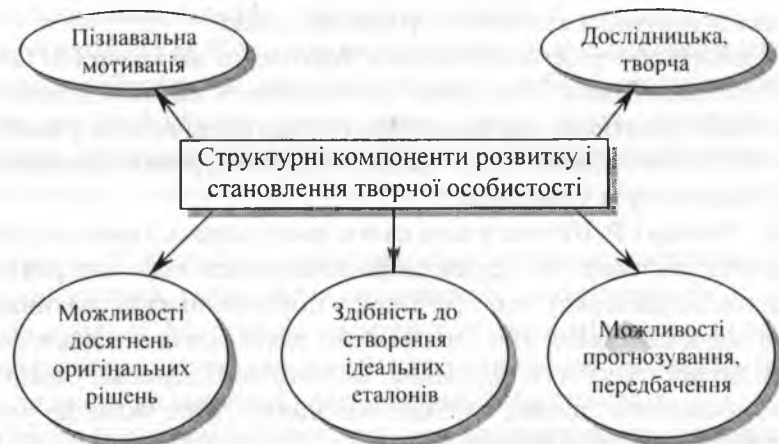 Пізнавальна
мотивація
Дослідницька,
творча
Структурні компоненти розвитку і
становлення творчої особистості
Можливості
досягнень
оригінальних
рішень
Здібність до
створення
ідеальних
еталонів
Можливості
прогнозування,
передбачення